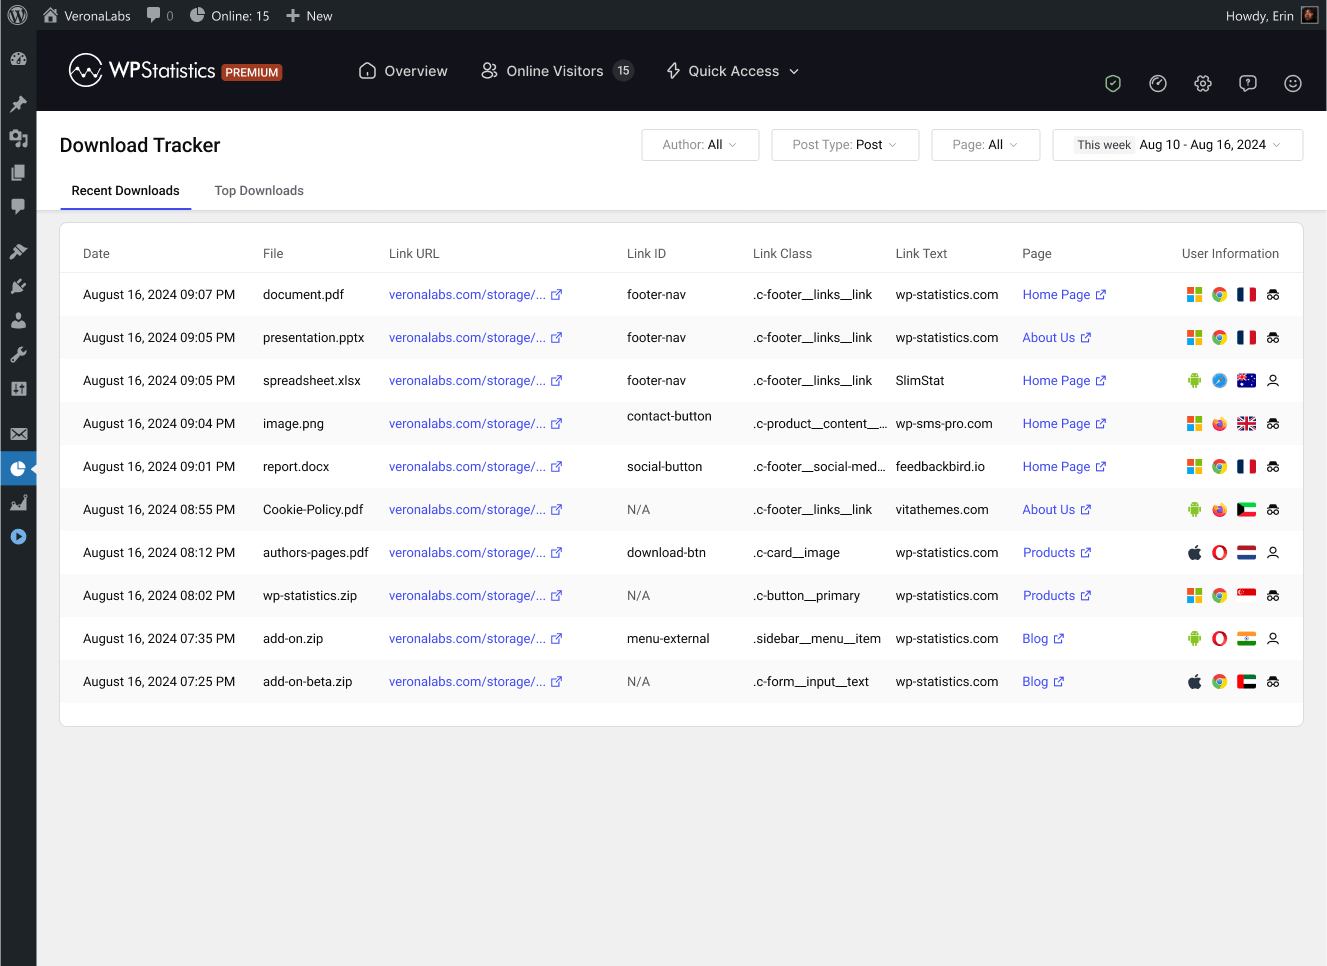 VeronaLabs 0 Online: 15 New Howdy, Erin
WPStatistics PREMIUM Overview Online Visitors 15 Quick Access
Download Tracker Author: All Post Type: Post Page: All This week Aug 10 - Aug 16, 2024
Recent Downloads Top Downloads
Date File Link URL Link ID Link Class Link Text Page User Information
August 16, 2024 09:07 PM document.pdf veronalabs.com/storage/... footer-nav .c-footer__links__link wp-statistics.com Home Page
August 16, 2024 09:05 PM presentation.pptx veronalabs.com/storage/... footer-nav .c-footer__links__link wp-statistics.com About Us
August 16, 2024 09:05 PM spreadsheet.xlsx veronalabs.com/storage/... footer-nav .c-footer__links__link SlimStat Home Page
August 16, 2024 09:04 PM image.png veronalabs.com/storage/... contact-button .c-product__content__... wp-sms-pro.com Home Page
August 16, 2024 09:01 PM report.docx veronalabs.com/storage/... social-button .c-footer__social-med... feedbackbird.io Home Page
August 16, 2024 08:55 PM Cookie-Policy.pdf veronalabs.com/storage/... N/A .c-footer__links__link vitathemes.com About Us
August 16, 2024 08:12 PM authors-pages.pdf veronalabs.com/storage/... download-btn .c-card__image wp-statistics.com Products
August 16, 2024 08:02 PM wp-statistics.zip veronalabs.com/storage/... N/A .c-button__primary wp-statistics.com Products
August 16, 2024 07:35 PM add-on.zip veronalabs.com/storage/... menu-external .sidebar__menu__item wp-statistics.com Blog
August 16, 2024 07:25 PM add-on-beta.zip veronalabs.com/storage/... N/A .c-form__input__text wp-statistics.com Blog